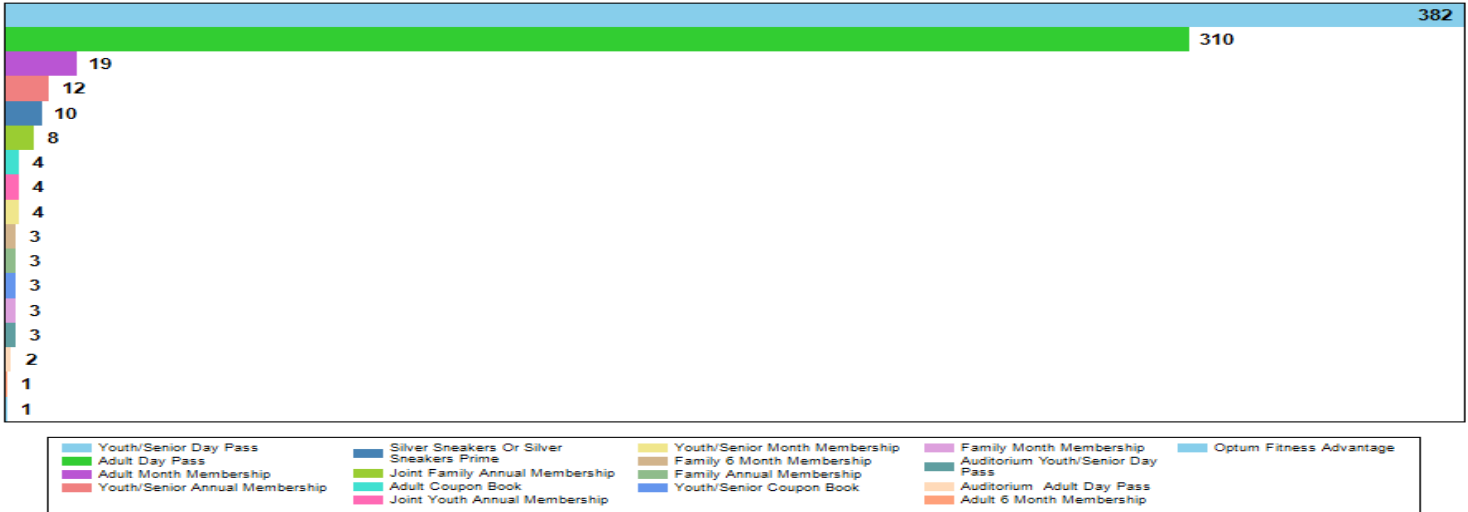 382
310
19
12
10
8
4
4
4
3
3
3
3
3
2
1
1
Youth/Senior Day Pass
Adult Day Pass
Adult Month Membership
Youth/Senior Annual Membership
Silver Sneakers Or Silver
Sneakers Prime
Joint Family Annual Membership
Adult Coupon Book
Joint Youth Annual Membership
Youth/Senior Month Membership
Family 6 Month Membership
Family Annual Membership
Youth/Senior Coupon Book
Family Month Membership
Auditorium Youth/Senior Day
Pass
Auditorium  Adult Day Pass
Adult 6 Month Membership
Optum Fitness Advantage